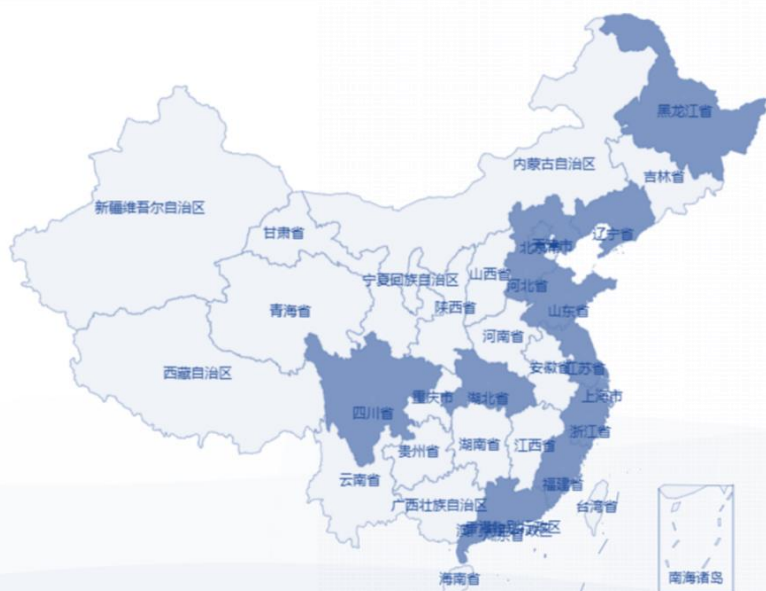 黑龙江省
内蒙古自治区
吉林省
新疆维吾尔自治区
甘肃省
辽宁省
山西省
宁夏回族自治区
河北省
青海省
陕西省
山东省
河南省
安徽省
江苏省
西藏自治区
重庆市
湖北省
上海市
四川省
浙江省
贵州省
湖南省
江西省
云南省
福建省
广西壮族自治区
台湾省
海南省
南海诸岛